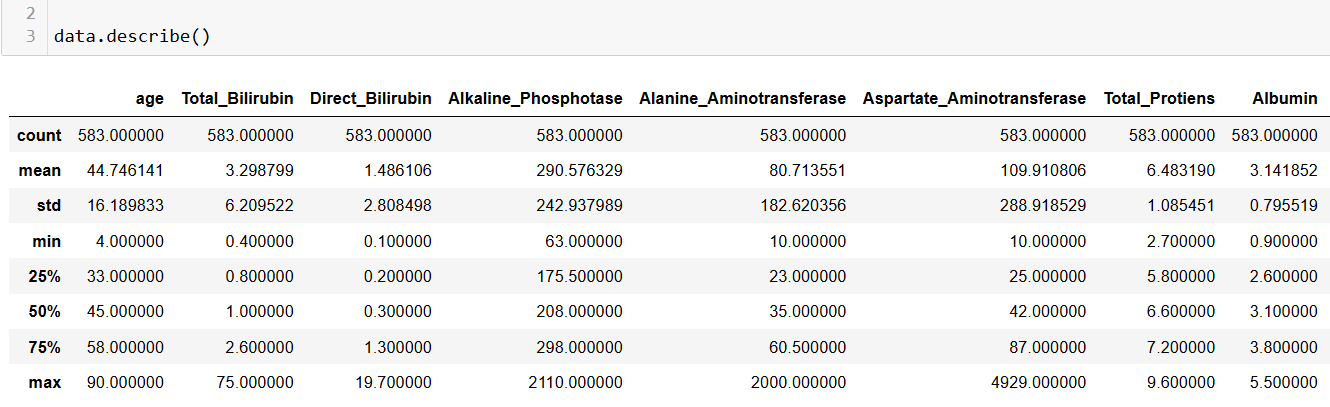 2
3 data.describe()
age Total_Bilirubin Direct_Bilirubin Alkaline_Phosphotase Alanine_Aminotransferase Aspartate_Aminotransferase Total_Protiens Albumin
count 583.000000 583.000000 583.000000 583.000000 583.000000 583.000000 583.000000 583.000000
mean 44.746141 3.298799 1.486106 290.576329 80.713551 109.910806 6.483190 3.141852
std 16.189833 6.209522 2.808498 242.937989 182.620356 288.918529 1.085451 0.795519
min 4.000000 0.400000 0.100000 63.000000 10.000000 10.000000 2.700000 0.900000
25% 33.000000 0.800000 0.200000 175.500000 23.000000 25.000000 5.800000 2.600000
50% 45.000000 1.000000 0.300000 208.000000 35.000000 42.000000 6.600000 3.100000
75% 58.000000 2.600000 1.300000 298.000000 60.500000 87.000000 7.200000 3.800000
max 90.000000 75.000000 19.700000 2110.000000 2000.000000 4929.000000 9.600000 5.500000